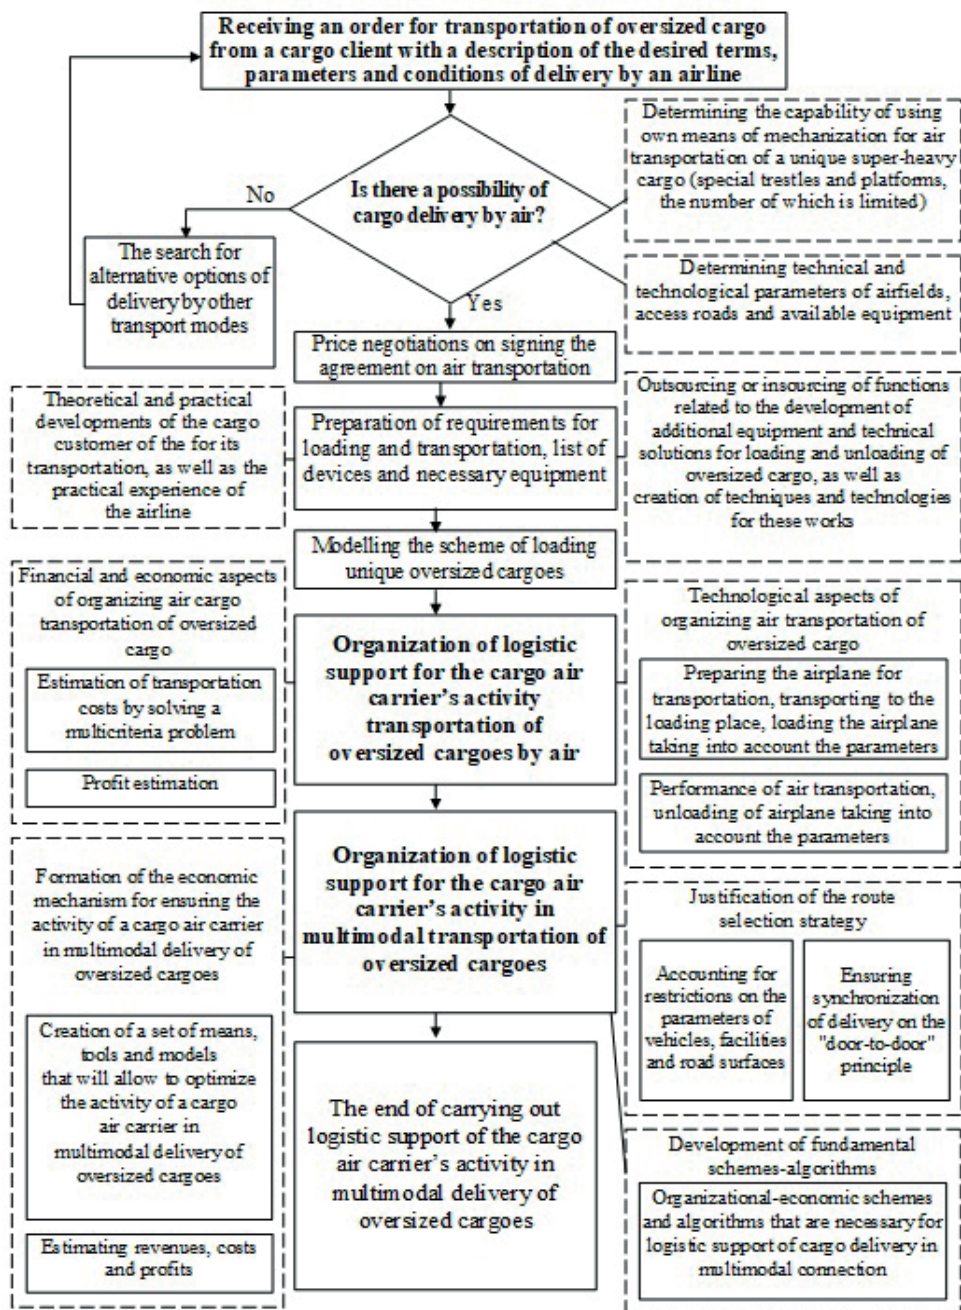 Receiving an order for transportation of oversized cargo
from a cargo client with a description of the desired terms,
parameters and conditions of delivery by an airline
Determining the capability of using
own means of mechanization for air
transportation of a unique super-heavy
cargo (special trestles and platforms,
the number of which is limited)
No
Is there a possibility of
cargo delivery by air?
The search for
alternative options of
delivery by other
transport modes
Determining technical and
technological parameters of airfields,
access roads and available equipment
Yes
Price negotiations on signing the
agreement on air transportation
Theoretical and practical
developments of the cargo
customer of the for its
transportation, as well as the
practical experience of
the airline
Preparation of requirements for
loading and transportation, list of
devices and necessary equipment
Outsourcing or insourcing of functions
related to the development of
additional equipment and technical
solutions for loading and unloading of
oversized cargo, as well as
creation of techniques and technologies
for these works
Modelling the scheme of loading
unique oversized cargoes
Financial and economic aspects
of organizing air cargo
transportation of oversized
cargo
Estimation of transportation
costs by solving a
multicriteria problem
Profit estimation
Organization of logistic
support for the cargo air
carrier's activity
transportation of
oversized cargoes by air
Technological aspects of
organizing air transportation of
oversized cargo
Preparing the airplane for
transportation, transporting to
the loading place, loading the airplane
taking into account the parameters
Performance of air transportation,
unloading of airplane taking into
account the parameters
Formation of the economic
mechanism for ensuring the
activity of a cargo air carrier
in multimodal delivery of
oversized cargoes
Creation of a set of means,
tools and models
that will allow to optimize
the activity of a cargo
air carrier in
multimodal delivery of
oversized cargoes
Estimating revenues, costs
and profits
Organization of logistic
support for the cargo air
carrier's activity in
multimodal transportation of
oversized cargoes
Justification of the route
selection strategy
Accounting for
restrictions on the
parameters of
vehicles, facilities
and road surfaces
Ensuring
synchronization
of delivery on the
"door-to-door"
principle
The end of carrying out
logistic support of the cargo
air carrier's activity in
multimodal delivery of
oversized cargoes
Development of fundamental
schemes-algorithms
Organizational-economic schemes
and algorithms that are necessary for
logistic support of cargo delivery in
multimodal connection